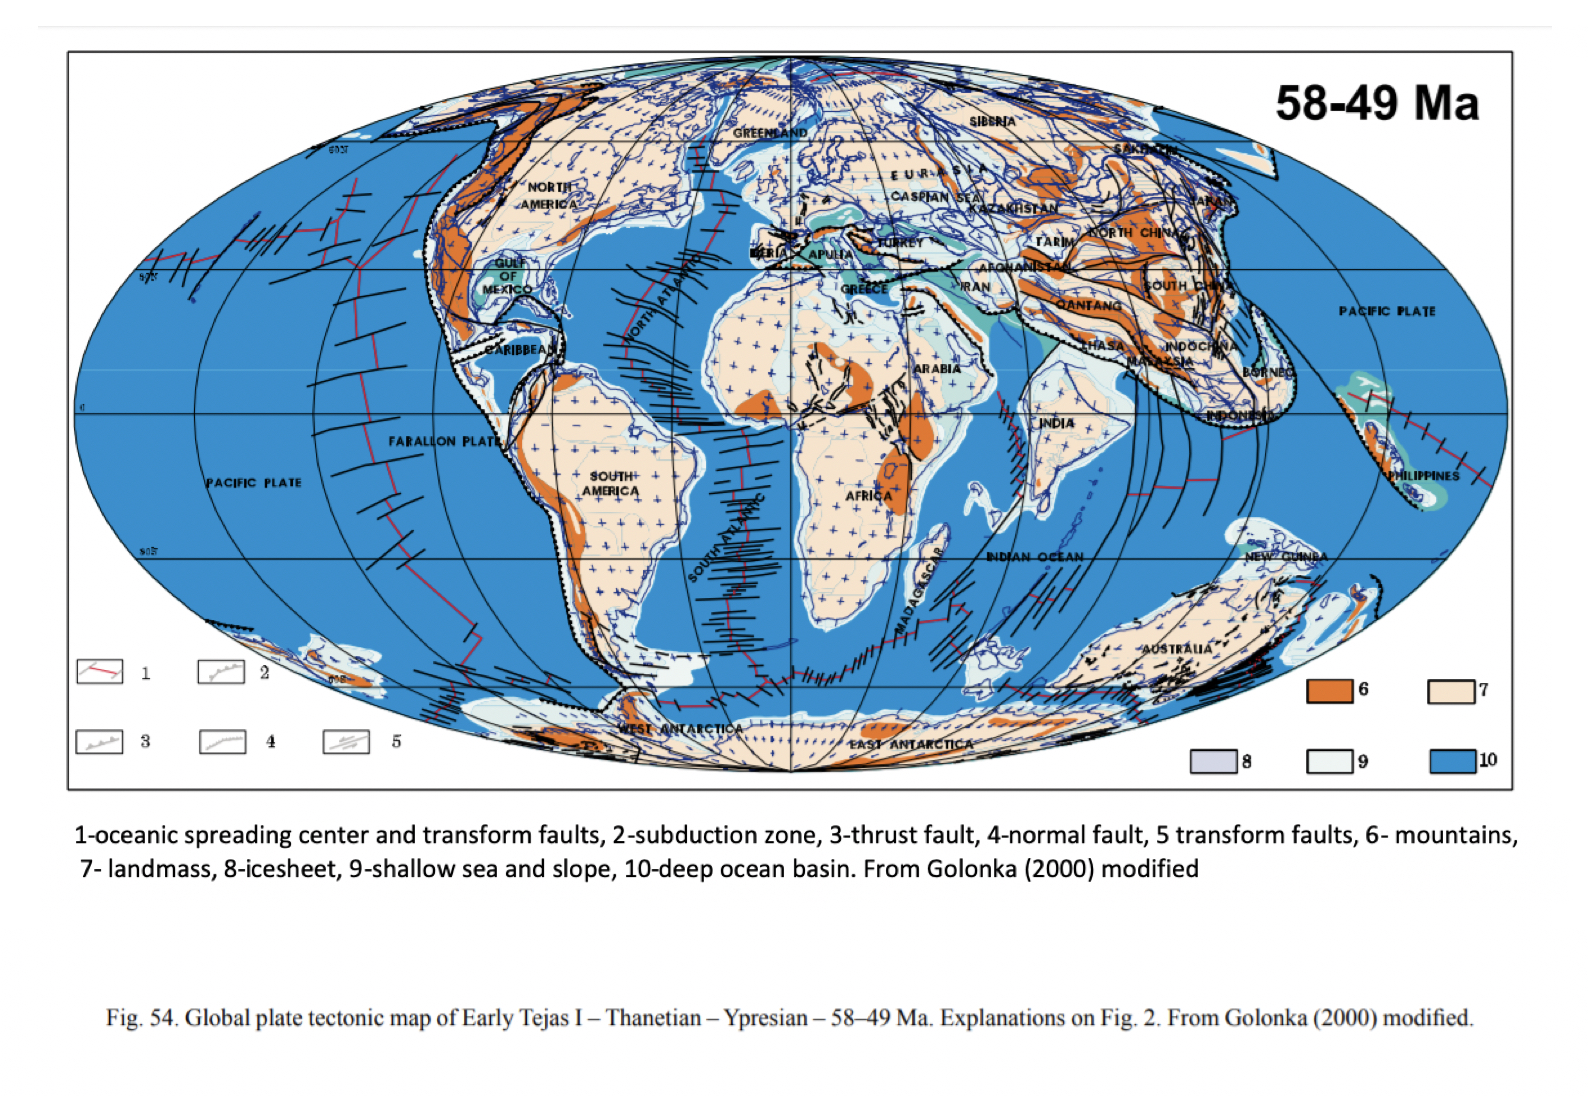 58-49 Ma
GREENLAND
SIBERIA
SAKHALIN
EURASIA
NORTH
AMERICA
CASPIAN SEA
KAZAKHSTAN
JAPAN
NORTH CHINA
TARIM
TURKEY
IBERIA
APULIA
GULF
OF
MEXICO
AFGHANISTAN
GREECE
IRAN
SOUTH CHINA
QANTANG
NORTH ATLANTIC
PACIFIC PLATE
CARIBBEAN
LHASA
INDOCHINA
MALAYSIA
ARABIA
BORNEO
INDONESIA
INDIA
FARALLON PLATE
PACIFIC PLATE
SOUTH
AMERICA
AFRICA
PHILIPPINES
SOUTH ATLANTIC
INDIAN OCEAN
NEW GUINEA
MADAGASCAR
AUSTRALIA
WEST ANTARCTICA
EAST ANTARCTICA
1 2
3 4 5
6 7
8 9 10
1-oceanic spreading center and transform faults, 2-subduction zone, 3-thrust fault, 4-normal fault, 5 transform faults, 6- mountains,
7- landmass, 8-icesheet, 9-shallow sea and slope, 10-deep ocean basin. From Golonka (2000) modified
Fig. 54. Global plate tectonic map of Early Tejas I – Thanetian – Ypresian – 58–49 Ma. Explanations on Fig. 2. From Golonka (2000) modified.